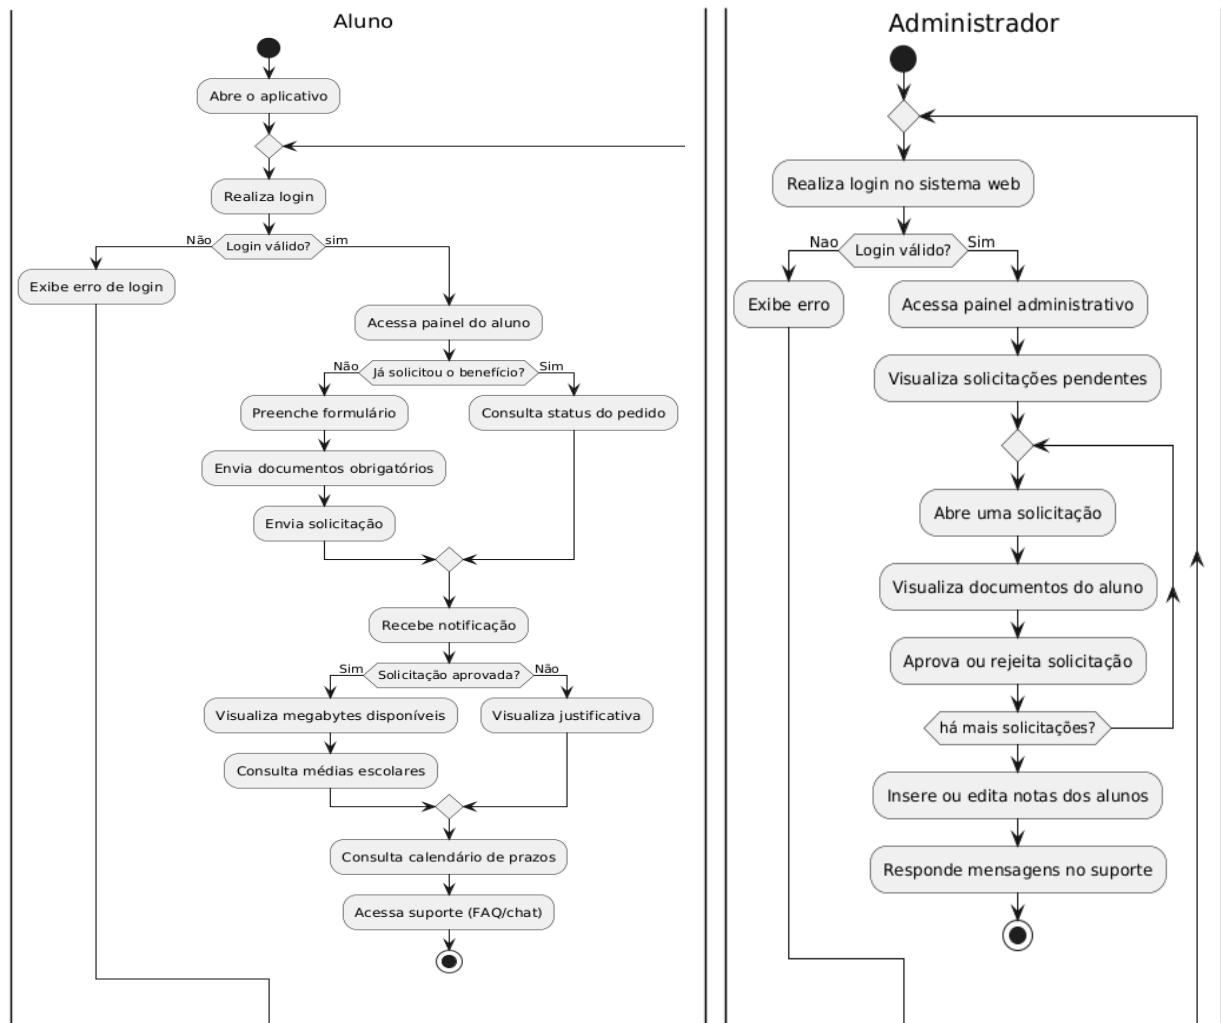 Aluno
Abre o aplicativo
Realiza login
Não
Login válido?
sim
Exibe erro de login
Acessa painel do aluno
Não
Já solicitou o benefício?
Sim
Preenche formulário
Consulta status do pedido
Envia documentos obrigatórios
Envia solicitação
Recebe notificação
Sim
Solicitação aprovada?
Não
Visualiza megabytes disponíveis
Visualiza justificativa
Consulta médias escolares
Consulta calendário de prazos
Acessa suporte (FAQ/chat)
Administrador
Realiza login no sistema web
Nao
Login válido?
Sim
Exibe erro
Acessa painel administrativo
Visualiza solicitações pendentes
Abre uma solicitação
Visualiza documentos do aluno
Aprova ou rejeita solicitação
há mais solicitações?
Insere ou edita notas dos alunos
Responde mensagens no suporte